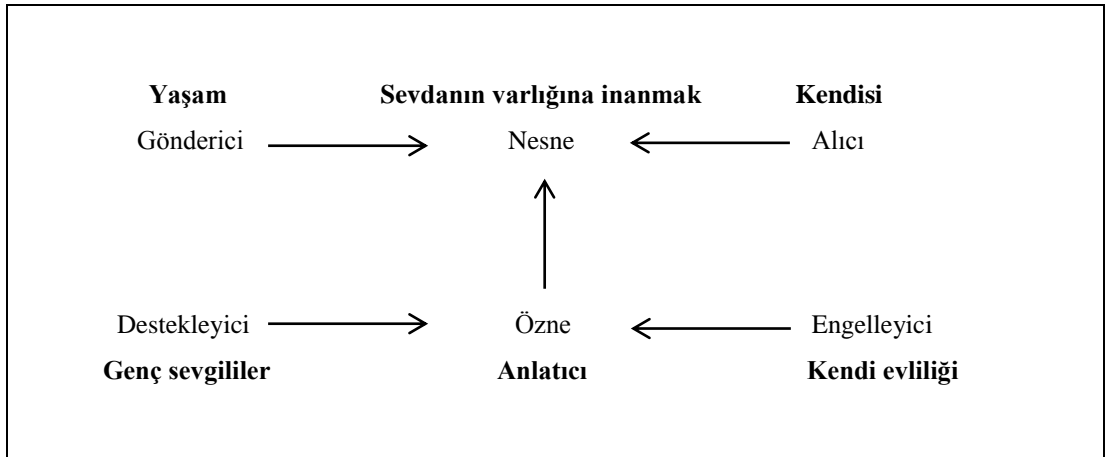 Yaşam Sevdanın varlığına inanmak Kendisi
Gönderici Nesne Alıcı
Destekleyici Özne Engelleyici
Genç sevgililer Anlatıcı Kendi evliliği